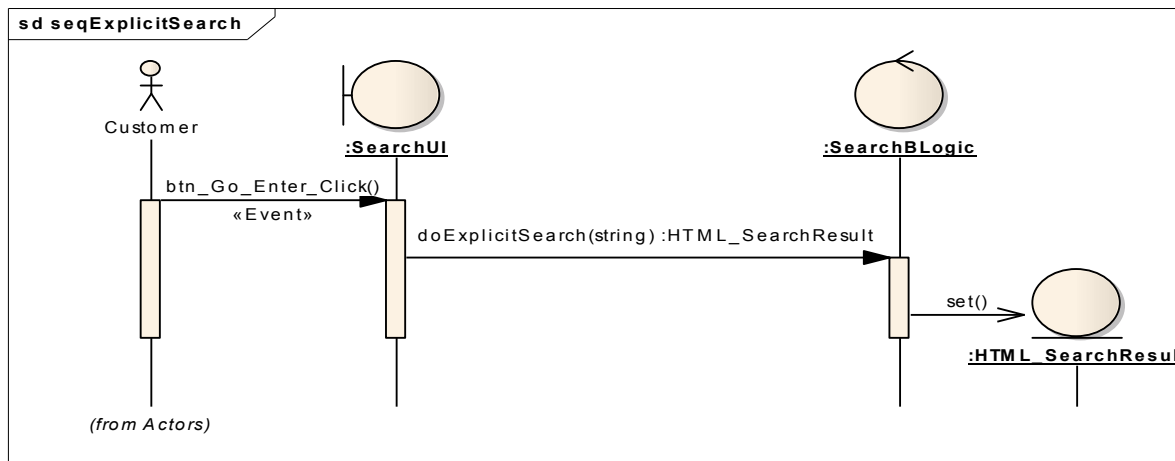 sd seqExplicitSearch
Customer
:SearchUI
:SearchBLogic
btn_Go_Enter_Click()
«Event»
doExplicitSearch(string) :HTML_SearchResult
set()
:HTML_SearchResul
(from Actors)